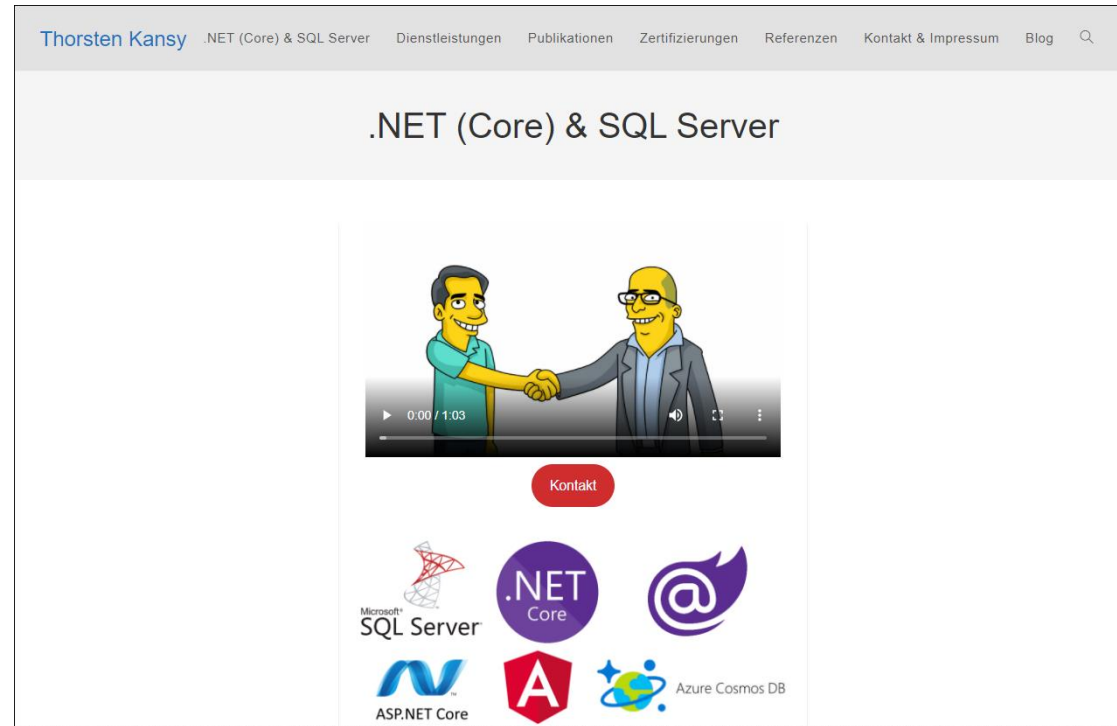 Thorsten Kansy .NET (Core) & SQL Server Dienstleistungen Publikationen Zertifizierungen Referenzen Kontakt & Impressum Blog
.NET (Core) & SQL Server
0:00 / 1:03
Kontakt
Microsoft®
SQL Server
.NET
Core
@
ASP.NET Core
A
Azure Cosmos DB